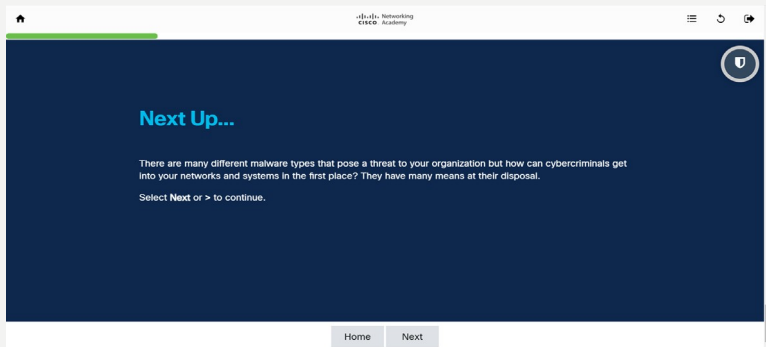 Networking
CISCO Academy
Next Up...
There are many different malware types that pose a threat to your organization but how can cybercriminals get
into your networks and systems in the first place? They have many means at their disposal.
Select Next or > to continue.
Home Next